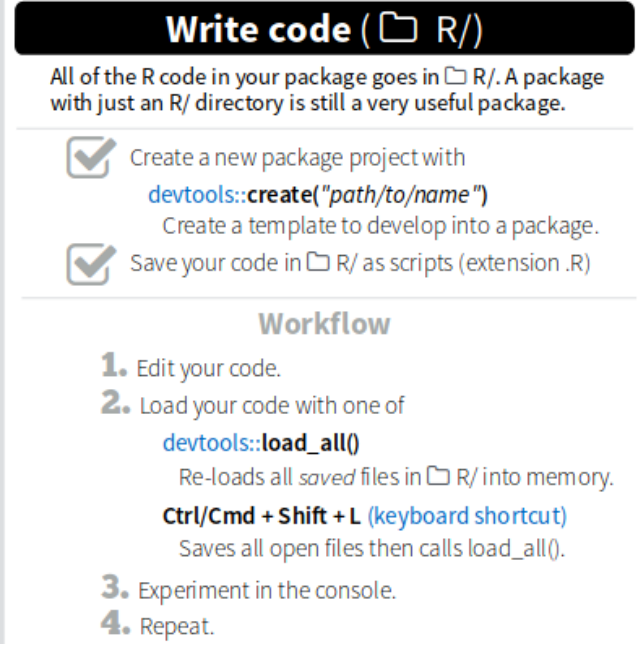 Write code ( R/)
All of the R code in your package goes in R/. A package
with just an R/ directory is still a very useful package.
Create a new package project with
devtools::create("path/to/name")
Create a template to develop into a package.
Save your code in R/ as scripts (extension .R)
Workflow
1. Edit your code.
2. Load your code with one of
devtools::load_all()
Re-loads all saved files in R/ into memory.
Ctrl/Cmd + Shift + L (keyboard shortcut)
Saves all open files then calls load_all().
3. Experiment in the console.
4. Repeat.